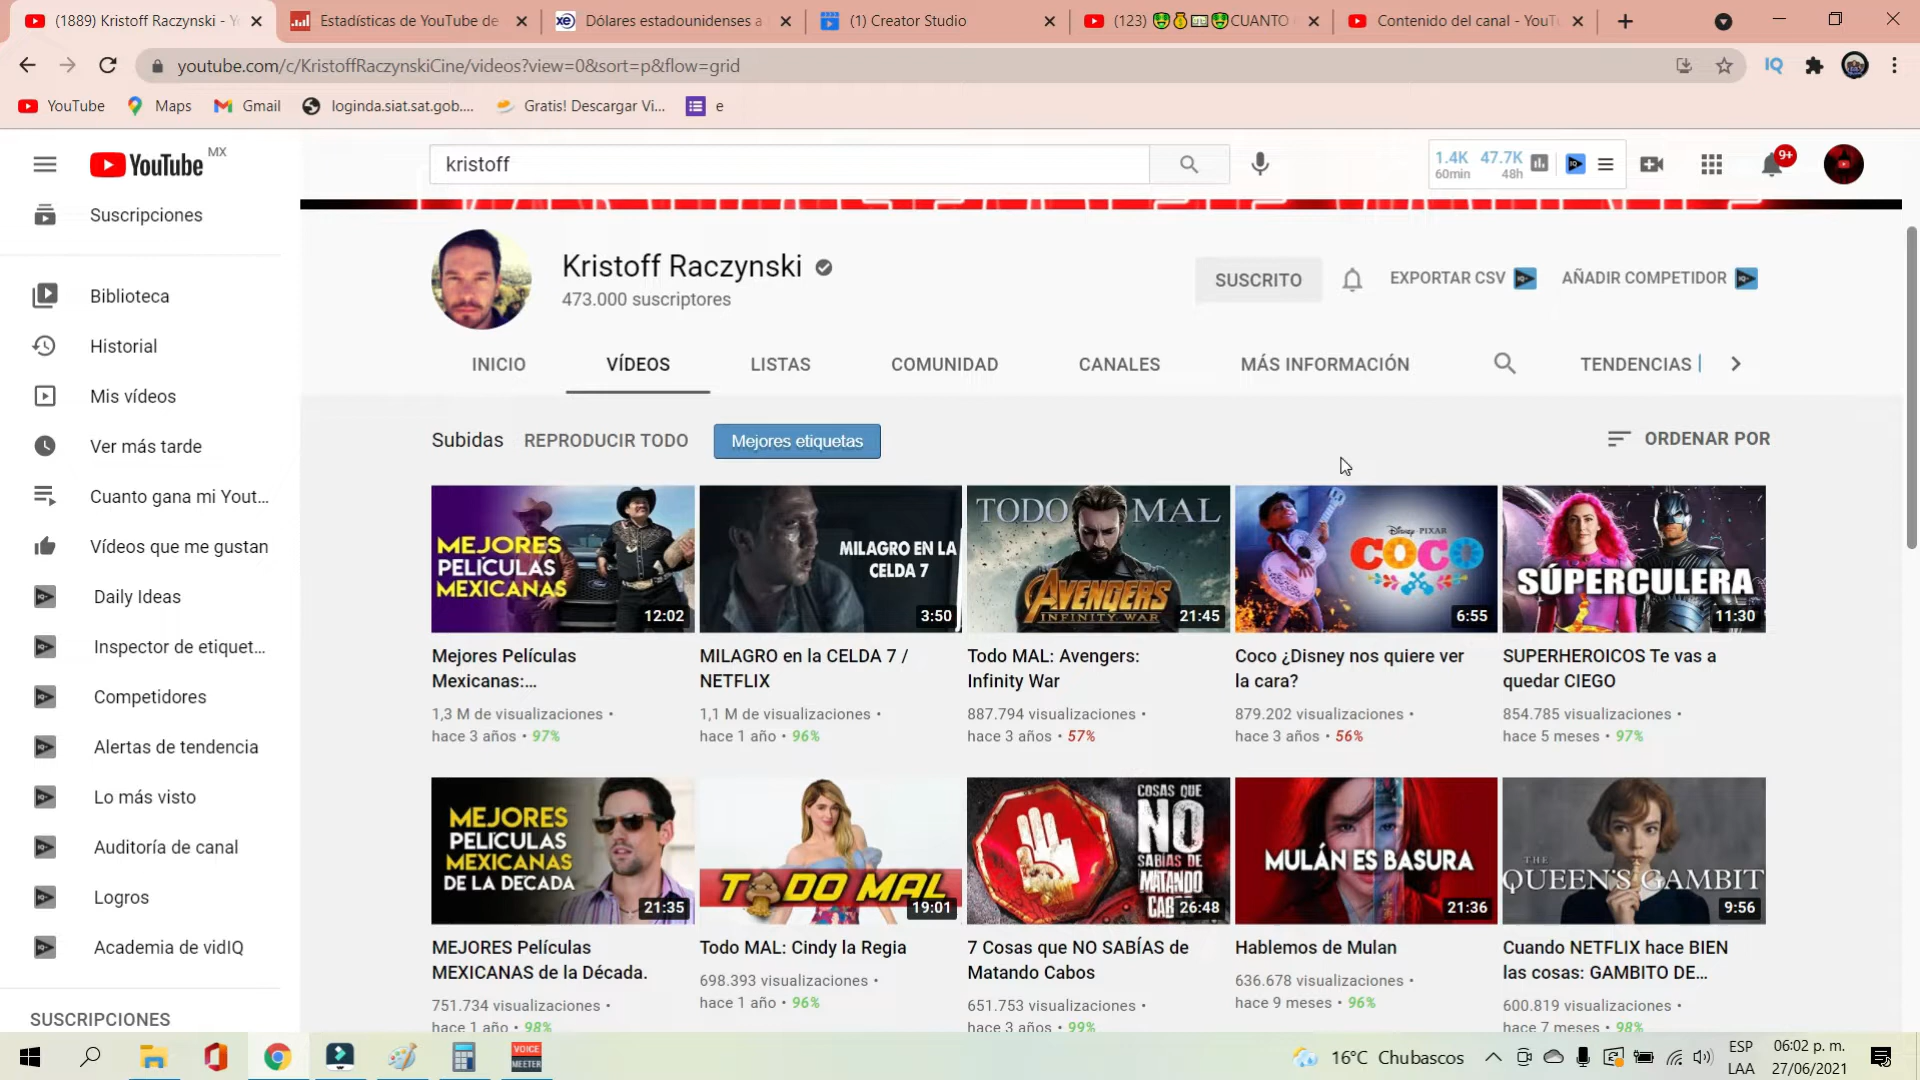 (1889) Kristoff Raczynski - Y
Estadísticas de YouTube de
Dólares estadounidenses a
(1) Creator Studio
(123) 🤑💰💵🤑CUANTO
Contenido del canal - YouTu
youtube.com/c/KristoffRaczynskiCine/videos?view=0&sort=p&flow=grid
YouTube
Maps
Gmail
loginda.siat.sat.gob....
Gratis! Descargar Vi...
e
YouTube MX
kristoff
1.4K 47.7K
60min 48h
9+
Suscripciones
Biblioteca
Historial
Mis vídeos
Ver más tarde
Cuanto gana mi Yout...
Vídeos que me gustan
Daily Ideas
Inspector de etiquet...
Competidores
Alertas de tendencia
Lo más visto
Auditoría de canal
Logros
Academia de vidIQ
SUSCRIPCIONES
Kristoff Raczynski
473.000 suscriptores
SUSCRITO
EXPORTAR CSV
AÑADIR COMPETIDOR
INICIO
VÍDEOS
LISTAS
COMUNIDAD
CANALES
MÁS INFORMACIÓN
TENDENCIAS
Subidas
REPRODUCIR TODO
Mejores etiquetas
ORDENAR POR
MEJORES
PELÍCULAS
MEXICANAS
12:02
MILAGRO EN LA
CELDA 7
3:50
TODO MAL
AVENGERS
INFINITY WAR
21:45
DISNEY PIXAR
COCO
6:55
SÚPERCULERA
11:30
Mejores Películas
Mexicanas:...
1,3 M de visualizaciones •
hace 3 años • 97%
MILAGRO en la CELDA 7 /
NETFLIX
1,1 M de visualizaciones •
hace 1 año • 96%
Todo MAL: Avengers:
Infinity War
887.794 visualizaciones •
hace 3 años • 57%
Coco ¿Disney nos quiere ver
la cara?
879.202 visualizaciones •
hace 3 años • 56%
SUPERHEROICOS Te vas a
quedar CIEGO
854.785 visualizaciones •
hace 5 meses • 97%
MEJORES
PELÍCULAS
MEXICANAS
DE LA DECADA
21:35
TODO MAL
19:01
COSAS QUE
NO
SABÍAS DE
MATANDO
CABOS
26:48
MULÁN ES BASURA
21:36
THE
QUEEN'S GAMBIT
9:56
MEJORES Películas
MEXICANAS de la Década.
751.734 visualizaciones •
hace 1 año • 98%
Todo MAL: Cindy la Regia
698.393 visualizaciones •
hace 1 año • 96%
7 Cosas que NO SABÍAS de
Matando Cabos
651.753 visualizaciones •
hace 3 años • 99%
Hablemos de Mulan
636.678 visualizaciones •
hace 9 meses • 96%
Cuando NETFLIX hace BIEN
las cosas: GAMBITO DE...
600.819 visualizaciones •
hace 7 meses • 98%
VOICE
MEETER
16°C Chubascos
ESP
LAA
06:02 p. m.
27/06/2021